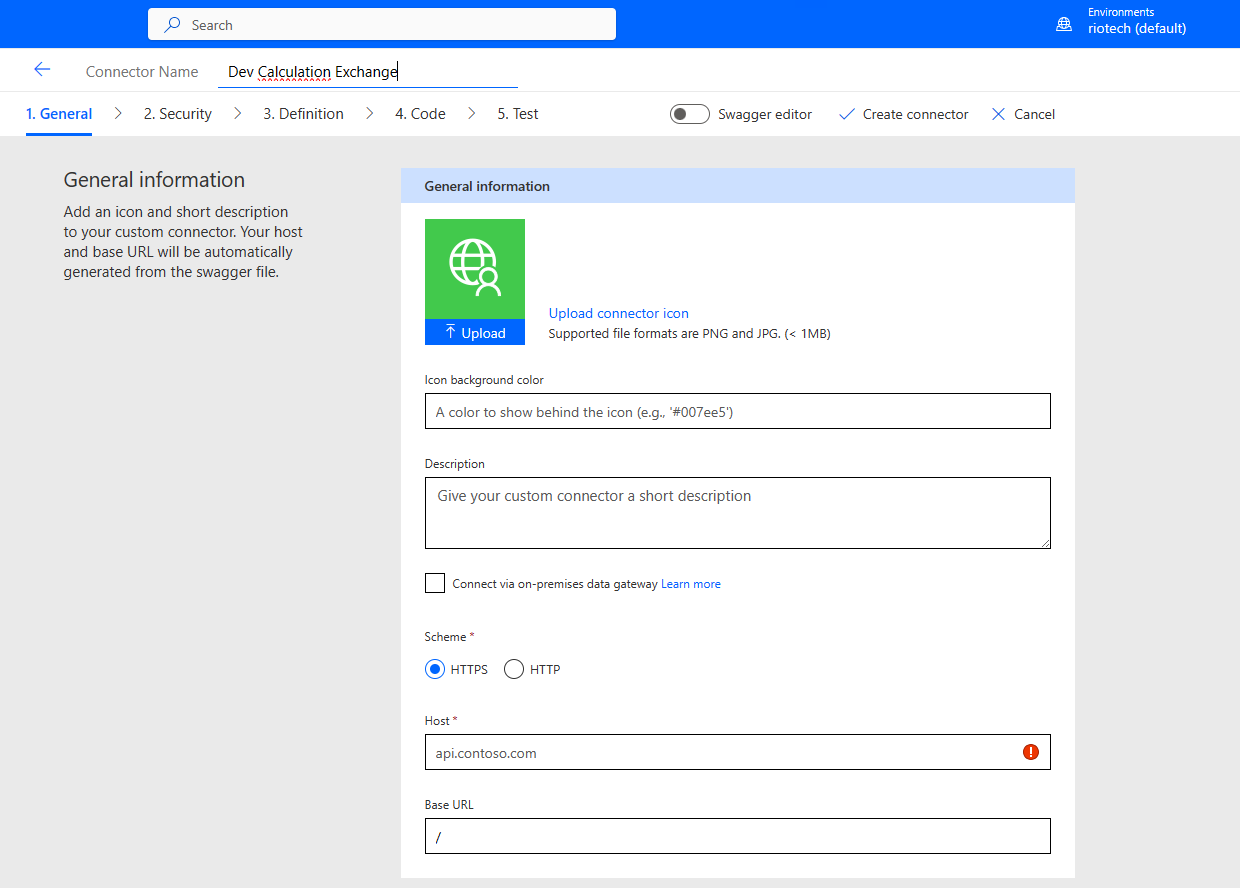 Search
Environments
riotech (default)
Connector Name
Dev Calculation Exchange
1. General
2. Security
3. Definition
4. Code
5. Test
Swagger editor
Create connector
Cancel
General information
Add an icon and short description
to your custom connector. Your host
and base URL will be automatically
generated from the swagger file.
General information
Upload
Upload connector icon
Supported file formats are PNG and JPG. (< 1MB)
Icon background color
A color to show behind the icon (e.g., '#007ee5')
Description
Give your custom connector a short description
Connect via on-premises data gateway Learn more
Scheme *
HTTPS
HTTP
Host *
api.contoso.com
Base URL
/